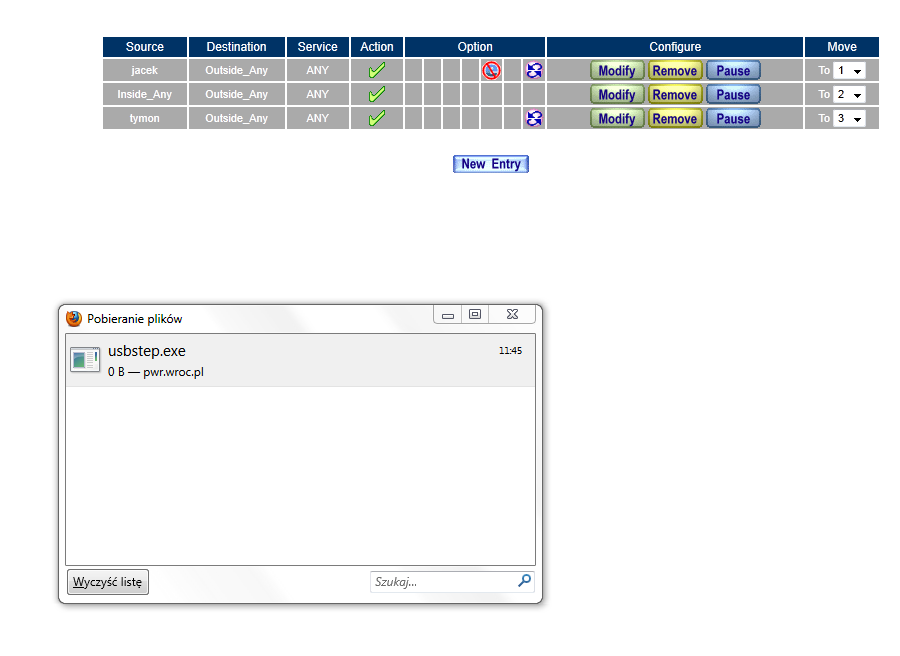 Source Destination Service Action Option Configure Move
jacek Outside_Any ANY Modify Remove Pause To 1
Inside_Any Outside_Any ANY Modify Remove Pause To 2
tymon Outside_Any ANY Modify Remove Pause To 3
New Entry
Pobieranie plików
usbstep.exe 11:45
0 B — pwr.wroc.pl
Wyczyść listę Szukaj...